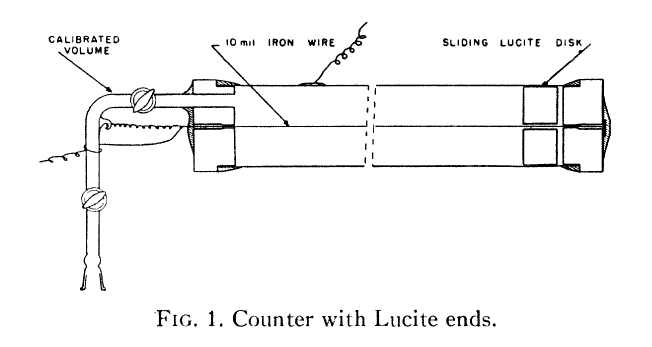 CALIBRATED
VOLUME
10 mil IRON WIRE
SLIDING LUCITE DISK
FIG. 1. Counter with Lucite ends.